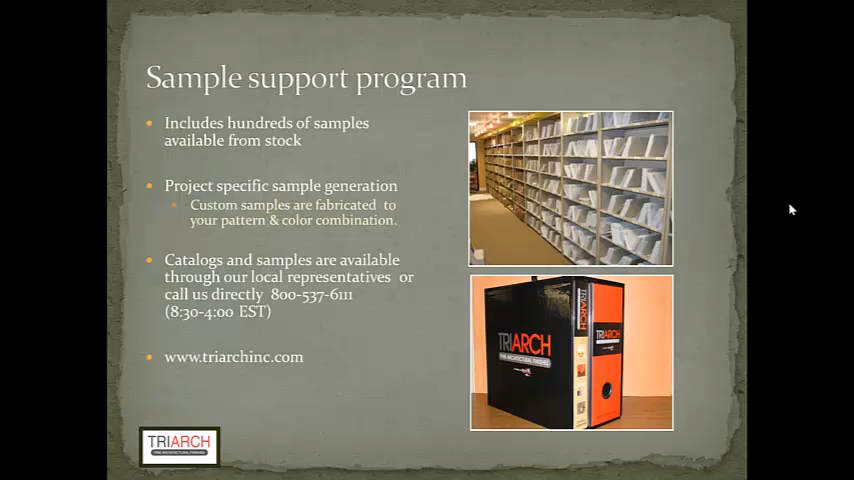 Sample support program
Includes hundreds of samples
available from stock
Project specific sample generation
Custom samples are fabricated to
your pattern & color combination.
Catalogs and samples are available
through our local representatives or
call us directly 800-537-6111
(8:30-4:00 EST)
www.triarchinc.com
TRIARCH
FINE ARCHITECTURAL FINISHES
TRIARCH
TRIARCH
TRIARCH
FINE ARCHITECTURAL FINISHES